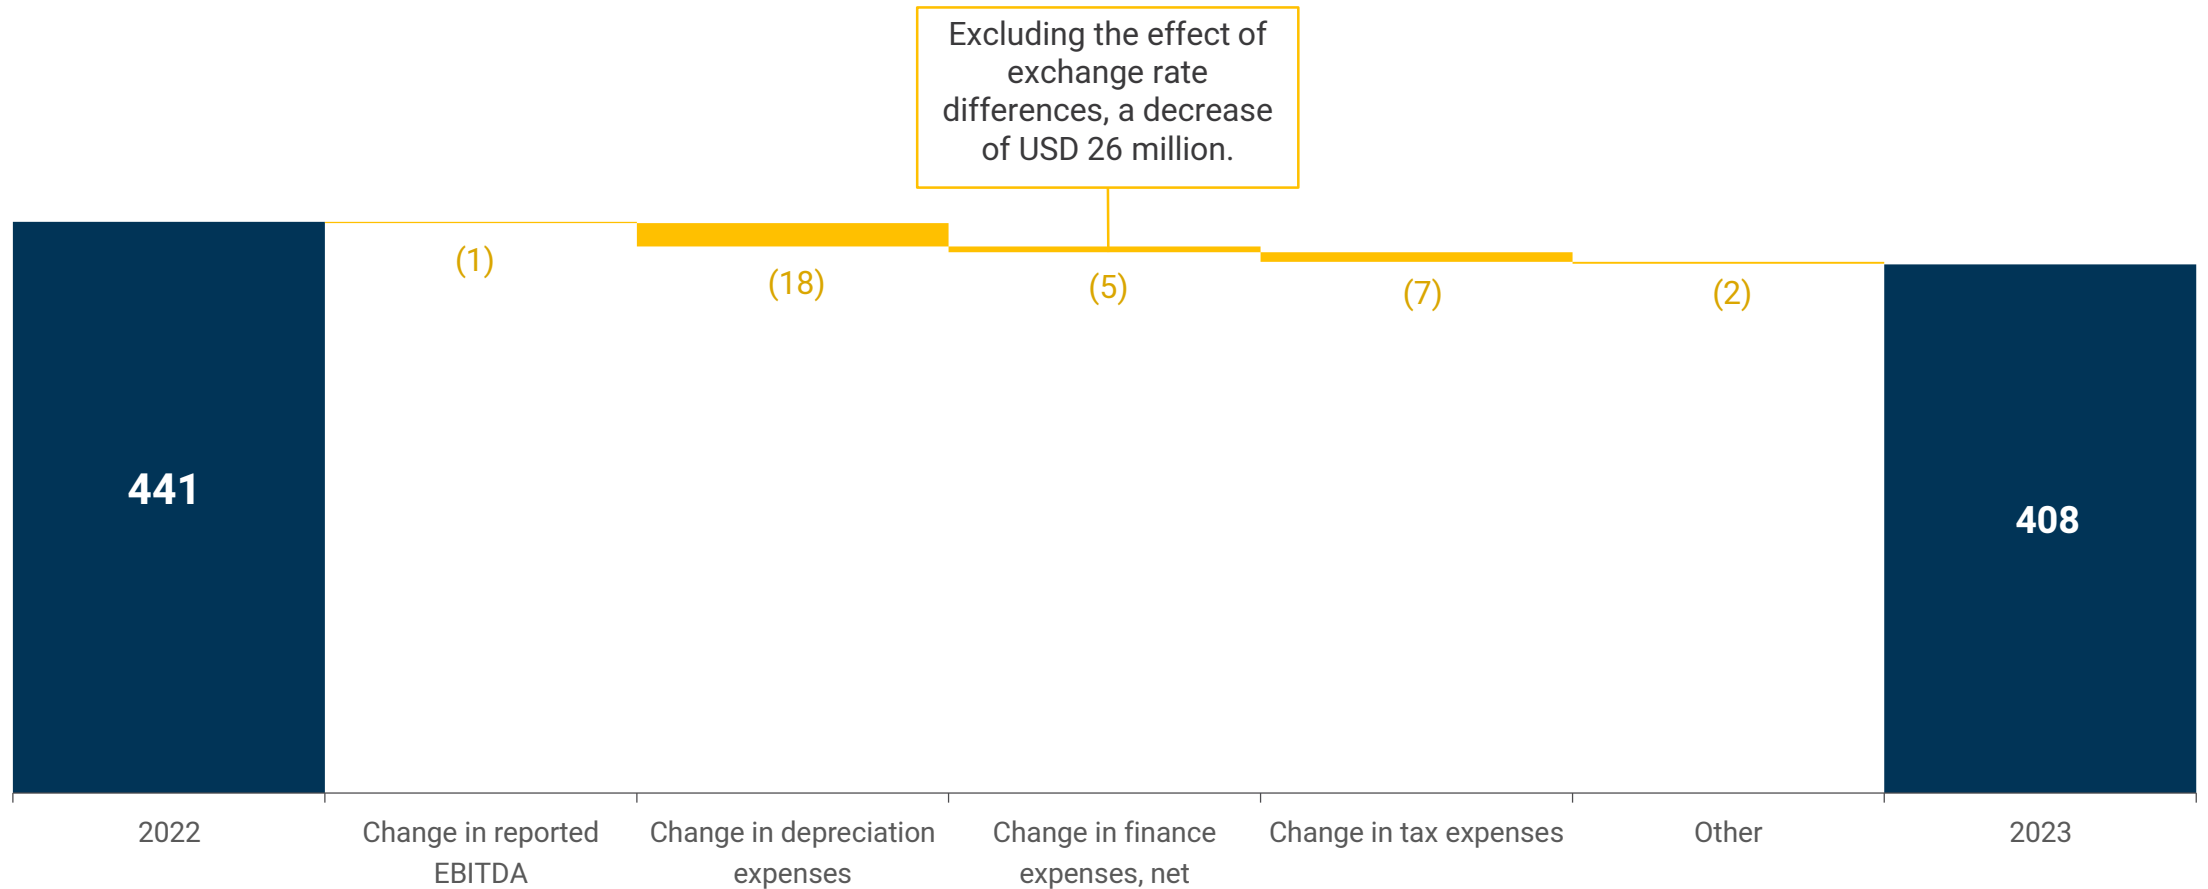 Excluding the effect of
exchange rate
differences, a decrease
of USD 26 million.
(1)
(18)
(5)
(7)
(2)
441
408
2022
Change in reported
EBITDA
Change in depreciation
expenses
Change in finance
expenses, net
Change in tax expenses
Other
2023